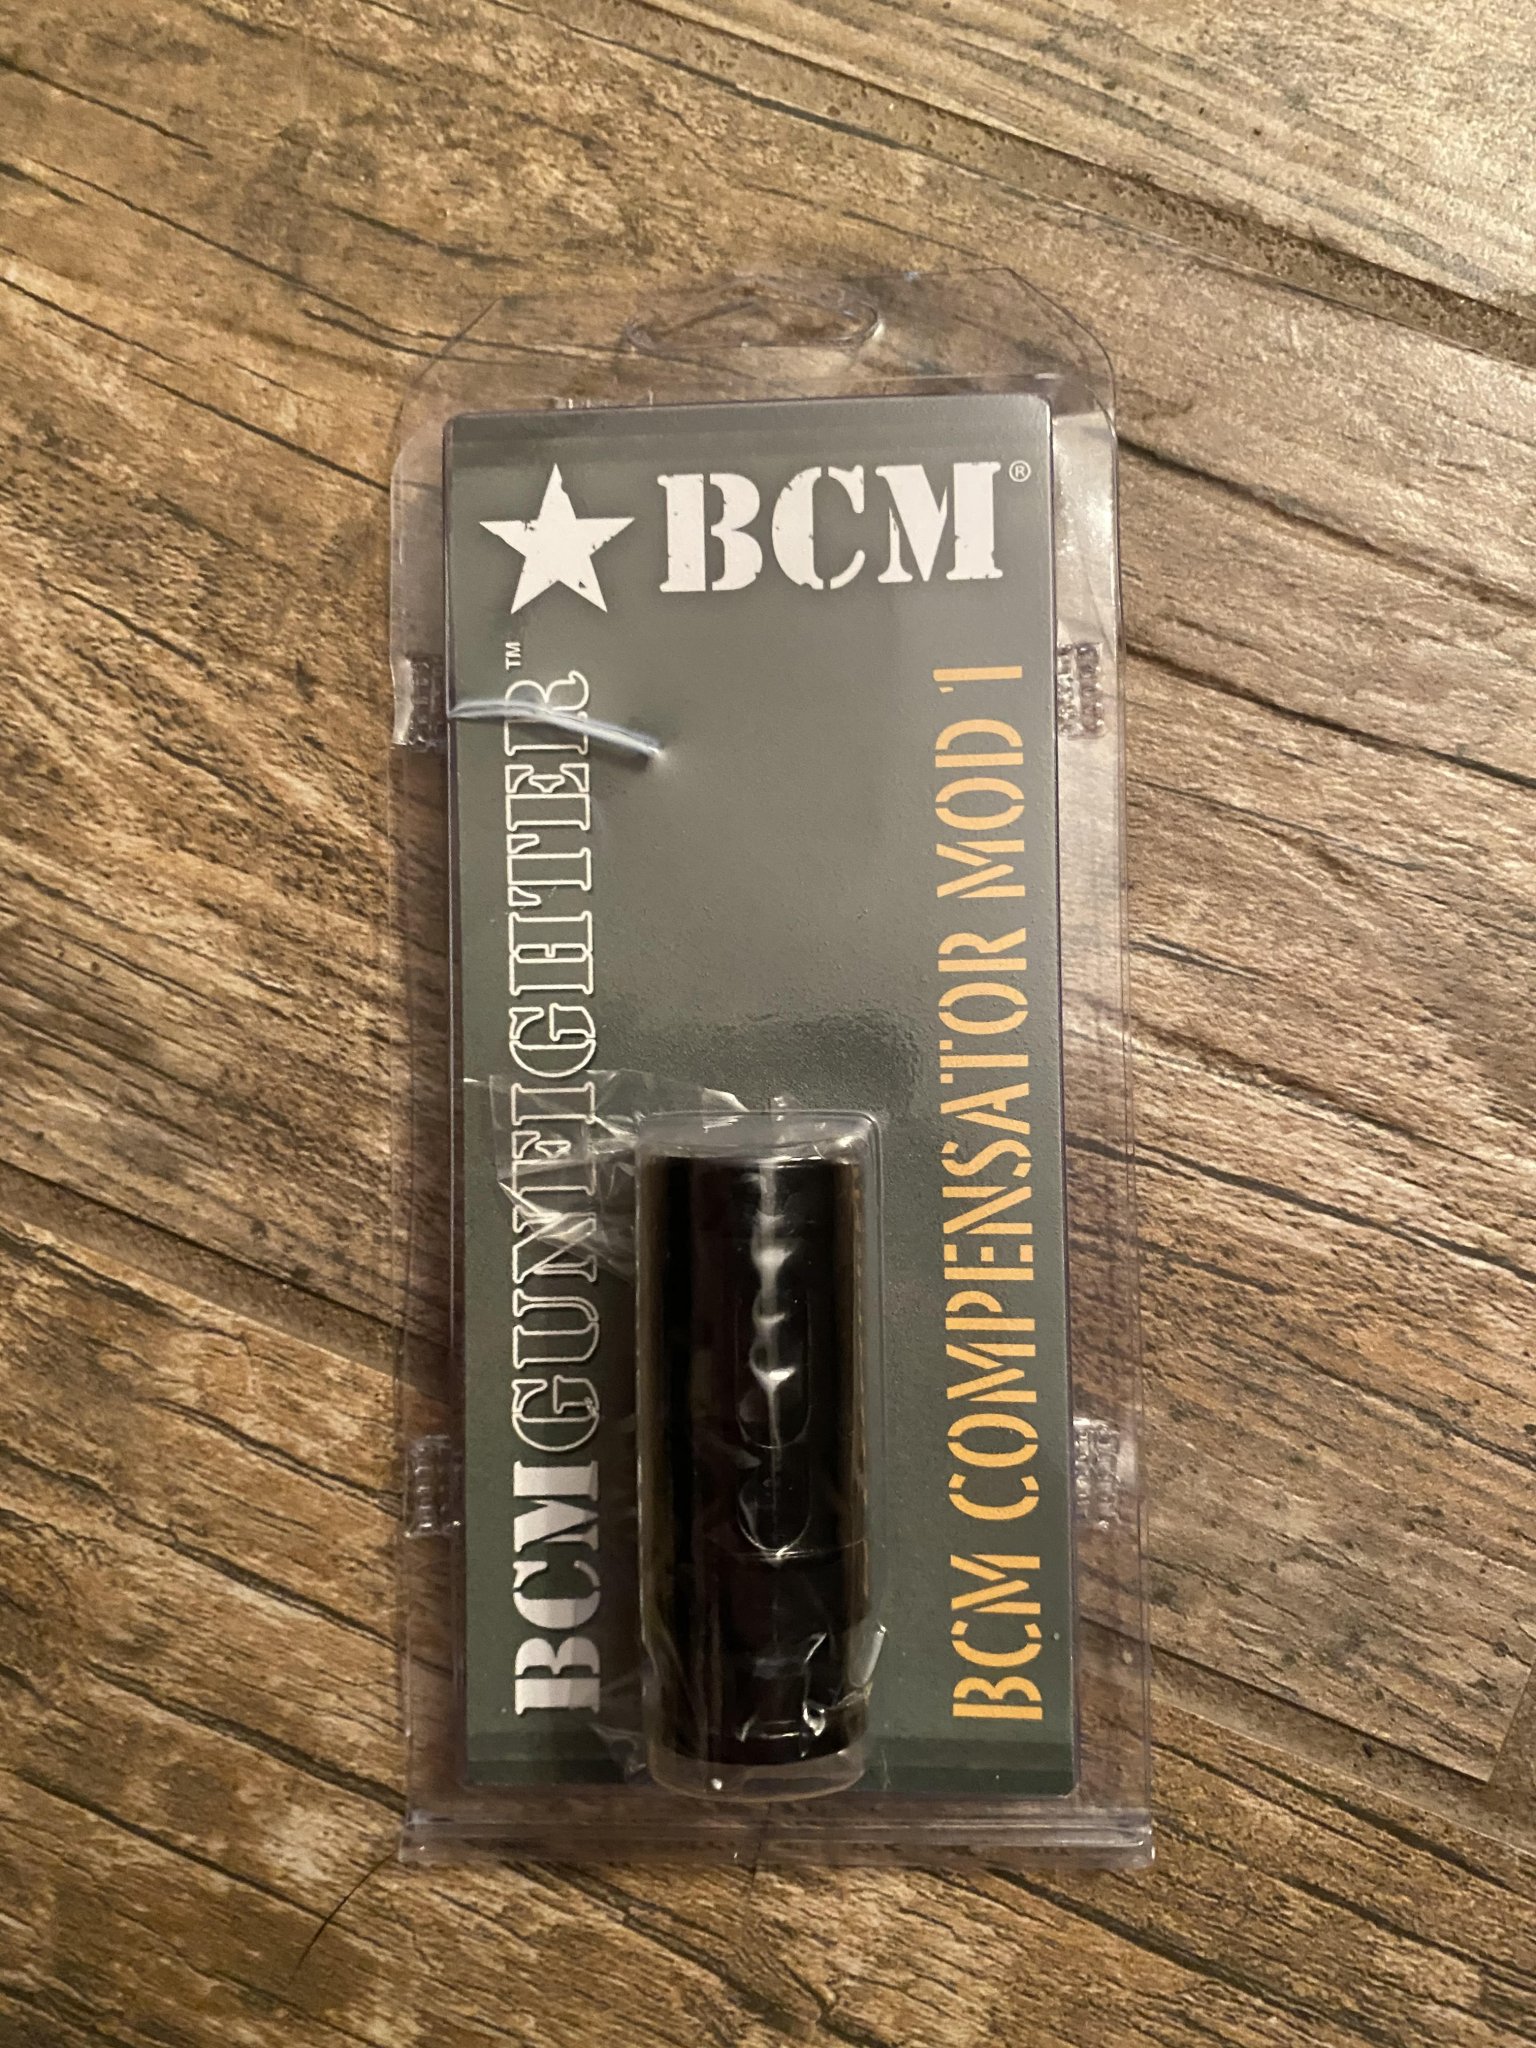 BCM®
BCMGUNFIGHTER™
BCM COMPENSATOR MOD 1